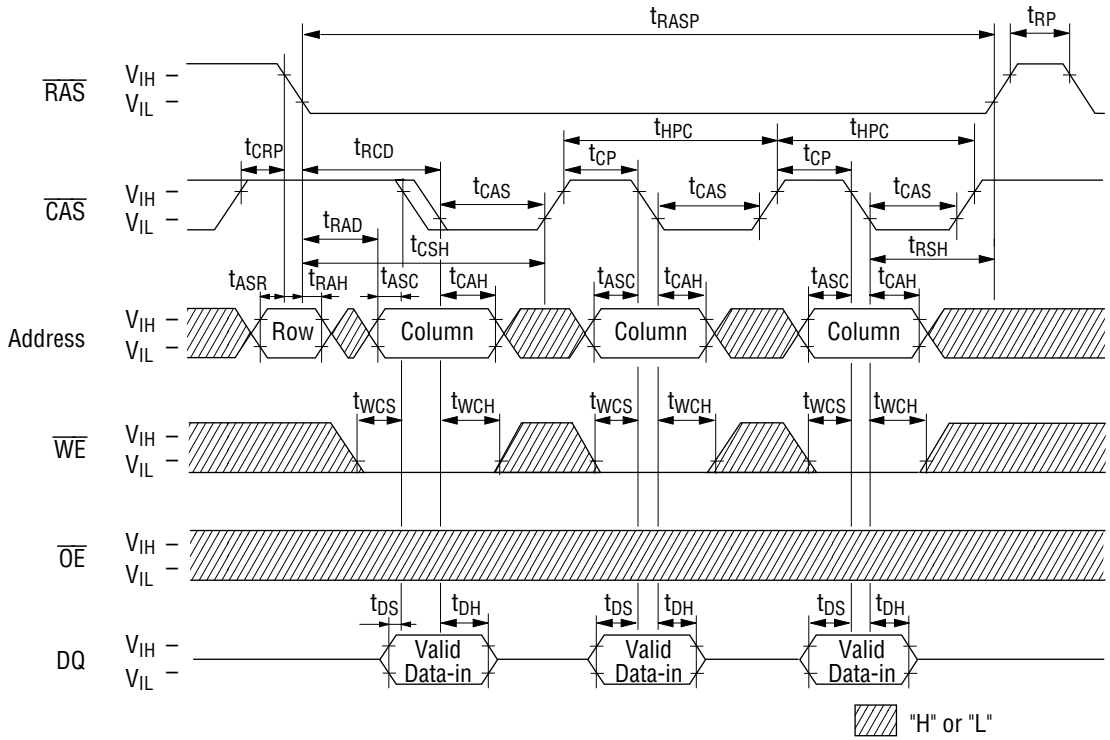 tRASP tRP
RAS VIH
VIL
tHPC tHPC
tCRP tRCD tCP tCP
CAS VIH
VIL
tCAS tCAS tCAS
tRAD
tCSH tRSH
tASR tRAH tASC tCAH tASC tCAH tASC tCAH
Address VIH
VIL
Row Column Column Column
tWCS tWCH tWCS tWCH tWCS tWCH
WE VIH
VIL
OE VIH
VIL
tDS tDH tDS tDH tDS tDH
DQ VIH
VIL
Valid Data-in
Valid Data-in
Valid Data-in
"H" or "L"